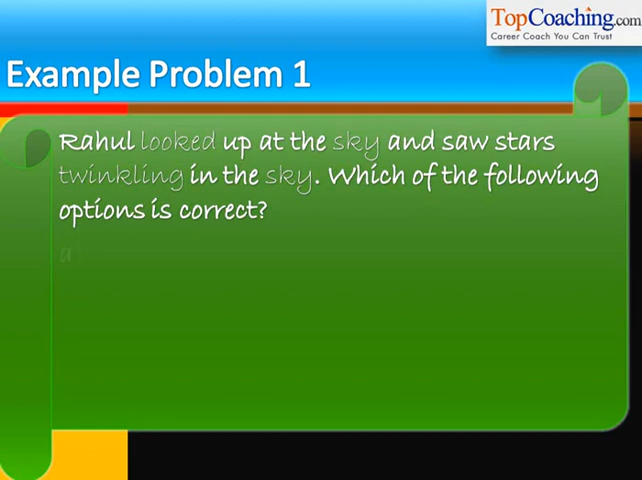 TopCoaching.com
Career Coach You Can Trust
Example Problem 1
Rahul looked up at the sky and saw stars
twinkling in the sky. Which of the following
options is correct?
a